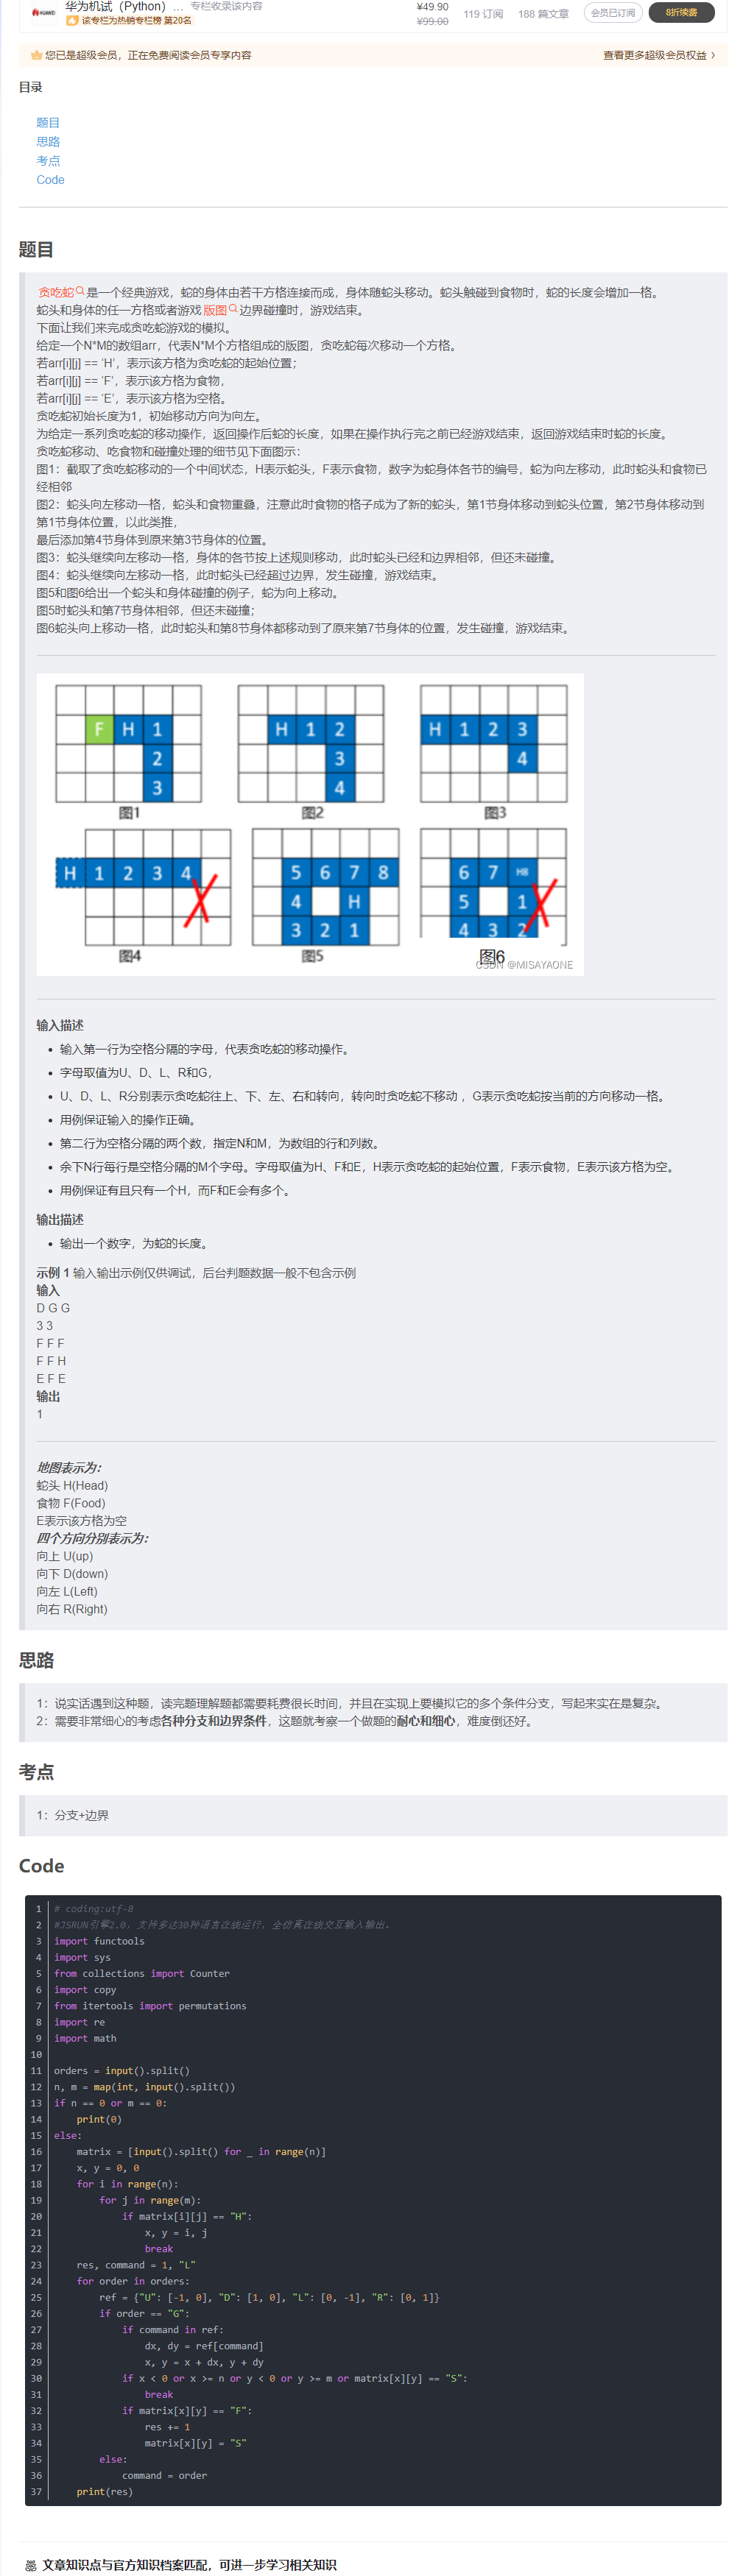 华为机试（Python）...
专栏收录该内容
该专栏为热销专栏榜 第20名
¥49.90
¥99.00
119 订阅
188 篇文章
会员已订阅
8折续费
您已是超级会员，正在免费阅读会员专享内容
查看更多超级会员权益
目录
题目
思路
考点
Code
题目
贪吃蛇是一个经典游戏，蛇的身体由若干方格连接而成，身体随蛇头移动。蛇头触碰到食物时，蛇的长度会增加一格。
蛇头和身体的任一方格或者游戏版图边界碰撞时，游戏结束。
下面让我们来完成贪吃蛇游戏的模拟。
给定一个N*M的数组arr，代表N*M个方格组成的版图，贪吃蛇每次移动一个方格。
若arr[i][j] == ‘H’，表示该方格为贪吃蛇的起始位置；
若arr[i][j] == ‘F’，表示该方格为食物，
若arr[i][j] == ‘E’，表示该方格为空格。
贪吃蛇初始长度为1，初始移动方向为向左。
为给定一系列贪吃蛇的移动操作，返回操作后蛇的长度，如果在操作执行完之前已经游戏结束，返回游戏结束时蛇的长度。
贪吃蛇移动、吃食物和碰撞处理的细节见下面图示：
图1：截取了贪吃蛇移动的一个中间状态，H表示蛇头，F表示食物，数字为蛇身体各节的编号，蛇为向左移动，此时蛇头和食物已
经相邻
图2：蛇头向左移动一格，蛇头和食物重叠，注意此时食物的格子成为了新的蛇头，第1节身体移动到蛇头位置，第2节身体移动到
第1节身体位置，以此类推，
最后添加第4节身体到原来第3节身体的位置。
图3：蛇头继续向左移动一格，身体的各节按上述规则移动，此时蛇头已经和边界相邻，但还未碰撞。
图4：蛇头继续向左移动一格，此时蛇头已经超过边界，发生碰撞，游戏结束。
图5和图6给出一个蛇头和身体碰撞的例子，蛇为向上移动。
图5时蛇头和第7节身体相邻，但还未碰撞；
图6蛇头向上移动一格，此时蛇头和第8节身体都移动到了原来第7节身体的位置，发生碰撞，游戏结束。
F H 1
2
3
图1
H 1 2
3
4
图2
H 1 2 3
4
图3
H 1 2 3 4
图4
5 6 7 8
4 H
3 2 1
图5
6 7 H8
5 1
4 3 2
图6
CSDN @MISAYAONE
输入描述
• 输入第一行为空格分隔的字母，代表贪吃蛇的移动操作。
• 字母取值为U、D、L、R和G，
• U、D、L、R分别表示贪吃蛇往上、下、左、右和转向，转向时贪吃蛇不移动 ，G表示贪吃蛇按当前的方向移动一格。
• 用例保证输入的操作正确。
• 第二行为空格分隔的两个数，指定N和M，为数组的行和列数。
• 余下N行每行是空格分隔的M个字母。字母取值为H、F和E，H表示贪吃蛇的起始位置，F表示食物，E表示该方格为空。
• 用例保证有且只有一个H，而F和E会有多个。
输出描述
• 输出一个数字，为蛇的长度。
示例 1 输入输出示例仅供调试，后台判题数据一般不包含示例
输入
D G G
3 3
F F F
F F H
E F E
输出
1
地图表示为：
蛇头 H(Head)
食物 F(Food)
E表示该方格为空
四个方向分别表示为：
向上 U(up)
向下 D(down)
向左 L(Left)
向右 R(Right)
思路
1：说实话遇到这种题，读完题理解题都需要耗费很长时间，并且在实现上要模拟它的多个条件分支，写起来实在是复杂。
2：需要非常细心的考虑各种分支和边界条件，这题就考察一个做题的耐心和细心，难度倒还好。
考点
1：分支+边界
Code
1 # coding:utf-8
2 #JSRUN引擎2.0，支持多达30种语言在线运行，全仿真在线交互输入输出。
3 import functools
4 import sys
5 from collections import Counter
6 import copy
7 from itertools import permutations
8 import re
9 import math
10
11 orders = input().split()
12 n, m = map(int, input().split())
13 if n == 0 or m == 0:
14     print(0)
15 else:
16     matrix = [input().split() for _ in range(n)]
17     x, y = 0, 0
18     for i in range(n):
19         for j in range(m):
20             if matrix[i][j] == "H":
21                 x, y = i, j
22                 break
23     res, command = 1, "L"
24     for order in orders:
25         ref = {"U": [-1, 0], "D": [1, 0], "L": [0, -1], "R": [0, 1]}
26         if order == "G":
27             if command in ref:
28                 dx, dy = ref[command]
29                 x, y = x + dx, y + dy
30             if x < 0 or x >= n or y < 0 or y >= m or matrix[x][y] == "S":
31                 break
32             if matrix[x][y] == "F":
33                 res += 1
34                 matrix[x][y] = "S"
35         else:
36             command = order
37     print(res)
文章知识点与官方知识档案匹配，可进一步学习相关知识